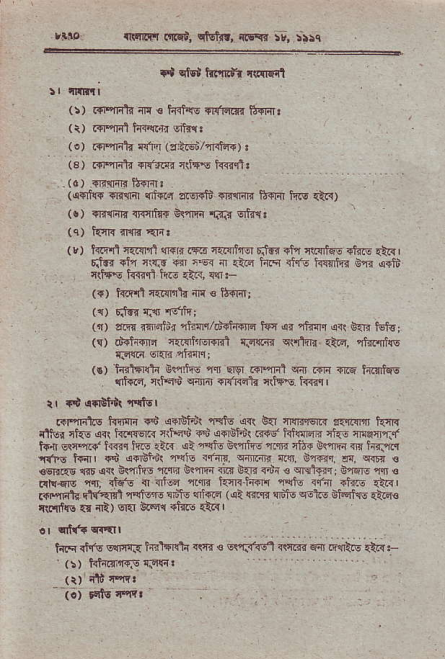 ৮২৭০ বাংলাদেশ গেজেট, অতিরিক্ত, নভেম্বর ১৮, ১৯৯৭
কস্ট অডিট রিপোর্টের সংযোজনী
১। সাধারণ।
(১) কোম্পানীর নাম ও নিবন্ধিত কার্যালয়ের ঠিকানাঃ
(২) কোম্পানী নিবন্ধনের তারিখঃ
(৩) কোম্পানীর মর্যাদা (প্রাইভেট/পাবলিক)ঃ
(৪) কোম্পানীর কার্যক্রমের সংক্ষিপ্ত বিবরণীঃ
(৫) কারখানার ঠিকানাঃ
(একাধিক কারখানা থাকিলে প্রত্যেকটি কারখানার ঠিকানা দিতে হইবে)
(৬) কারখানার ব্যবসায়িক উৎপাদন শুরুর তারিখঃ
(৭) হিসাব রাখার স্থানঃ
(৮) বিদেশী সহযোগী থাকার ক্ষেত্রে সহযোগিতা চুক্তির কপি সংযোজিত করিতে হইবে।
চুক্তির কপি সংযুক্ত করা সম্ভব না হইলে নিম্নে বর্ণিত বিষয়াদির উপর একটি
সংক্ষিপ্ত বিবরণী দিতে হইবে, যথাঃ—
(ক) বিদেশী সহযোগীর নাম ও ঠিকানা;
(খ) চুক্তির মুখ্য শর্তাদি;
(গ) প্রদেয় রয়্যালটির পরিমাণ/টেকনিক্যাল ফিস এর পরিমাণ এবং উহার ভিত্তি;
(ঘ) টেকনিক্যাল সহযোগিতাকারী মূলধনের অংশীদার হইলে, পরিশোধিত
মূলধনে তাহার পরিমাণ;
(ঙ) নিরীক্ষাধীন উৎপাদিত পণ্য ছাড়া কোম্পানী অন্য কোন কাজে নিয়োজিত
থাকিলে, সংশ্লিষ্ট অন্যান্য কার্যাবলীর সংক্ষিপ্ত বিবরণ।
২। কস্ট একাউন্টিং পদ্ধতি।
কোম্পানীতে বিদ্যমান কস্ট একাউন্টিং পদ্ধতি এবং উহা সাধারণভাবে গ্রহণযোগ্য হিসাব
নীতির সহিত এবং বিশেষভাবে সংশ্লিষ্ট কস্ট একাউন্টিং রেকর্ড বিধিমালার সহিত সামঞ্জস্যপূর্ণ
কিনা তৎসম্পর্কে বিবরণ দিতে হইবে এই পদ্ধতি উৎপাদিত পণ্যের সঠিক উৎপাদন ব্যয় নিরূপণে
পর্যাপ্ত কিনা। কস্ট একাউন্টিং পদ্ধতি বর্ণনায়, অন্যান্যের মধ্যে, উপকরণ, শ্রম, অবচয় ও
ওভারহেড খরচ এবং উৎপাদিত পণ্যের উৎপাদন ব্যয়ে উহার বণ্টন ও আত্মীকরণ; উপজাত পণ্য ও
যৌথ-জাত পণ্য, বর্জিত বা বাতিল পণ্যের হিসাব-নিকাশ পদ্ধতি বর্ণনা করিতে হইবে।
কোম্পানীর দীর্ঘস্থায়ী পদ্ধতিগত ঘাটতি থাকিলে (এই ধরণের ঘাটতি অতীতে উল্লিখিত হইলেও
সংশোধিত হয় নাই) তাহা উল্লেখ করিতে হইবে।
৩। আর্থিক অবস্থা।
নিম্নে বর্ণিত তথ্যসমূহ নিরীক্ষাধীন বৎসর ও তৎপূর্ববর্তী বৎসরের জন্য দেখাইতে হইবেঃ—
(১) বিনিয়োগকৃত মূলধনঃ
(২) নীট সম্পদঃ
(৩) চলতি সম্পদঃ